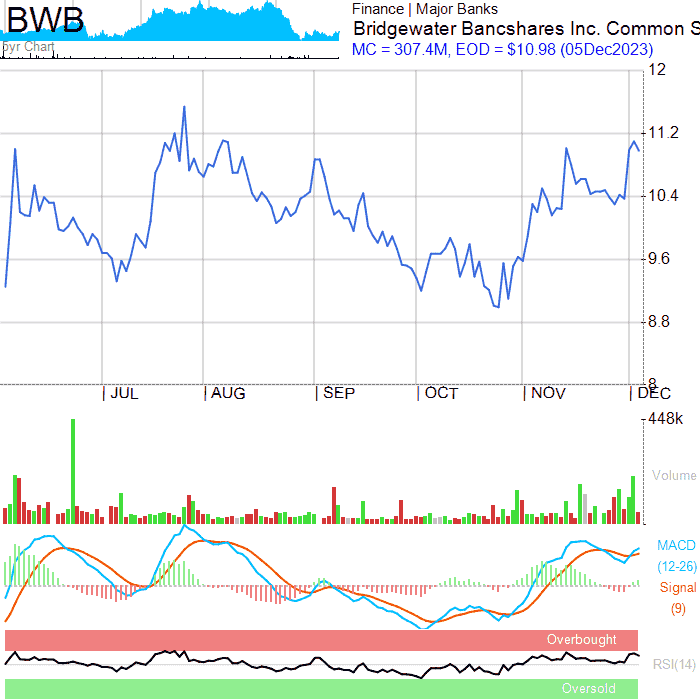 BWB
5yr Chart
Finance | Major Banks
Bridgewater Bancshares Inc. Common S
MC = 307.4M, EOD = $10.98 (05Dec2023)
12
11.2
10.4
9.6
8.8
8
| JUL | AUG | SEP | OCT | NOV | DEC
448k
Volume
MACD
(12-26)
Signal
(9)
Overbought
RSI(14)
Oversold